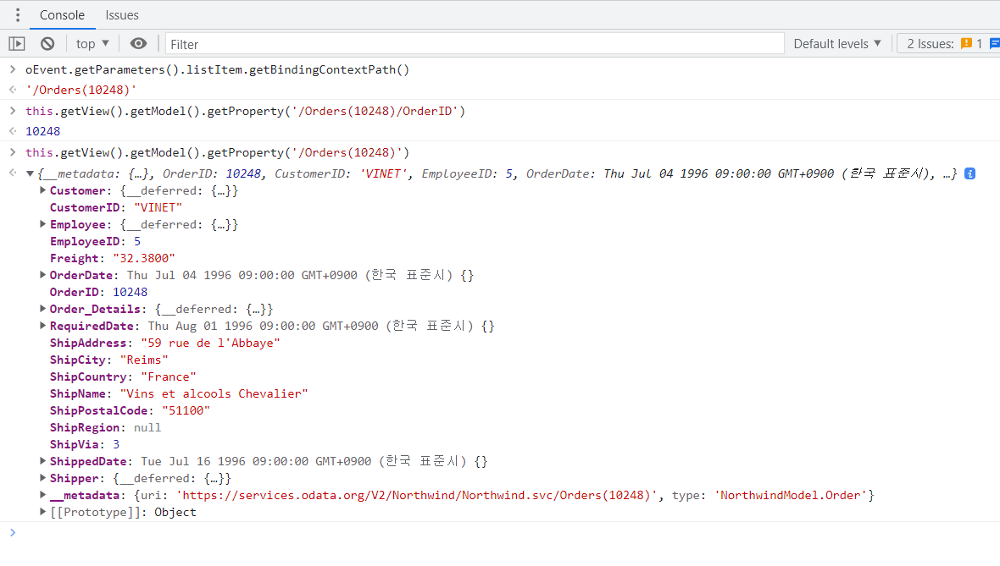 Console Issues
top Filter Default levels 2 Issues: 1
oEvent.getParameters().listItem.getBindingContextPath()
'/Orders(10248)'
this.getView().getModel().getProperty('/Orders(10248)/OrderID')
10248
this.getView().getModel().getProperty('/Orders(10248)')
{__metadata: {…}, OrderID: 10248, CustomerID: 'VINET', EmployeeID: 5, OrderDate: Thu Jul 04 1996 09:00:00 GMT+0900 (한국 표준시), …}
Customer: {__deferred: {…}}
CustomerID: "VINET"
Employee: {__deferred: {…}}
EmployeeID: 5
Freight: "32.3800"
OrderDate: Thu Jul 04 1996 09:00:00 GMT+0900 (한국 표준시) {}
OrderID: 10248
Order_Details: {__deferred: {…}}
RequiredDate: Thu Aug 01 1996 09:00:00 GMT+0900 (한국 표준시) {}
ShipAddress: "59 rue de l'Abbaye"
ShipCity: "Reims"
ShipCountry: "France"
ShipName: "Vins et alcools Chevalier"
ShipPostalCode: "51100"
ShipRegion: null
ShipVia: 3
ShippedDate: Tue Jul 16 1996 09:00:00 GMT+0900 (한국 표준시) {}
Shipper: {__deferred: {…}}
__metadata: {uri: 'https://services.odata.org/V2/Northwind/Northwind.svc/Orders(10248)', type: 'NorthwindModel.Order'}
[[Prototype]]: Object